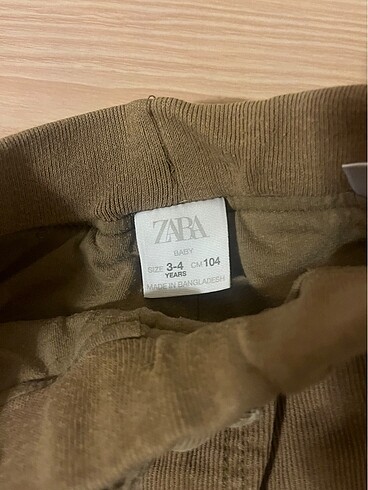 ZARA
BABY
SIZE 3-4 CM 104
YEARS
MADE IN BANGLADESH